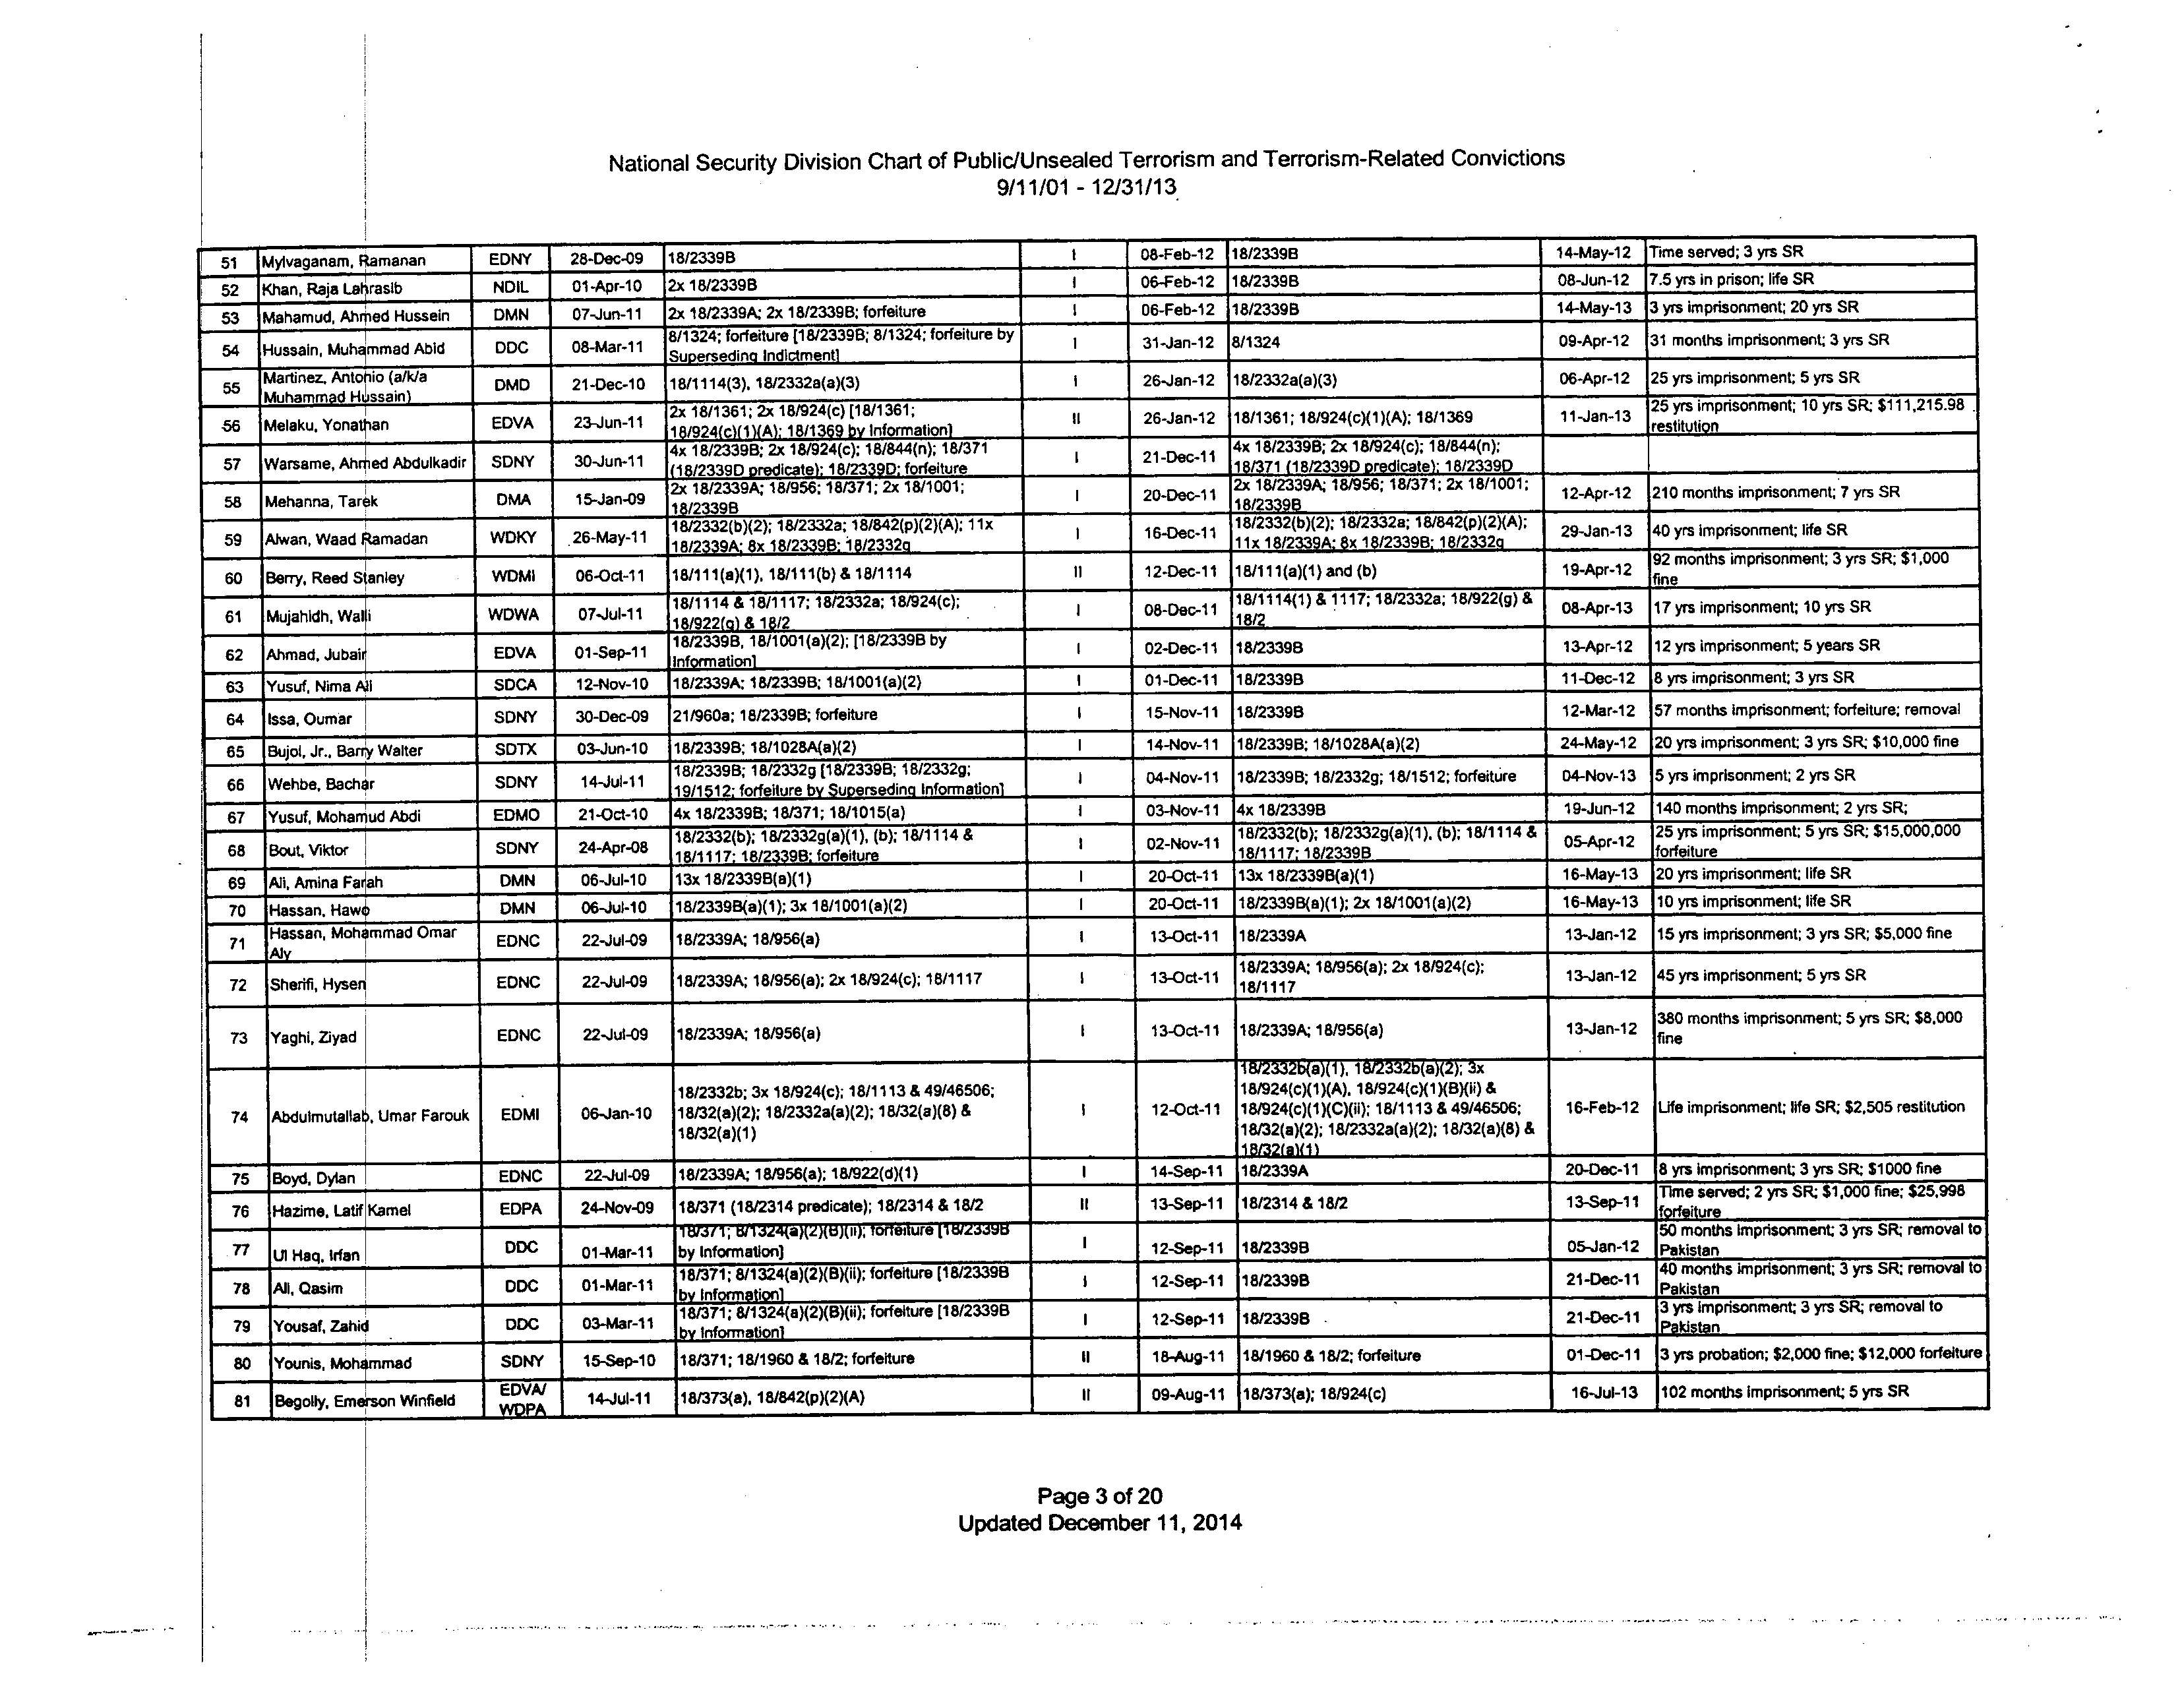 National Security Division Chart of Public/Unsealed Terrorism and Terrorism-Related Convictions
9/11/01 - 12/31/13
51 Mylvaganam, Ramanan EDNY 28-Dec-09 18/2339B I 08-Feb-12 18/2339B 14-May-12 Time served; 3 yrs SR
52 Khan, Raja Lahrasib NDIL 01-Apr-10 2x 18/2339B I 06-Feb-12 18/2339B 08-Jun-12 7.5 yrs in prison; life SR
53 Mahamud, Ahmed Hussein DMN 07-Jun-11 2x 18/2339A; 2x 18/2339B; forfeiture I 06-Feb-12 18/2339B 14-May-13 3 yrs imprisonment; 20 yrs SR
54 Hussain, Muhammad Abid DDC 08-Mar-11 8/1324; forfeiture [18/2339B; 8/1324; forfeiture by
Superseding Indictment] I 31-Jan-12 8/1324 09-Apr-12 31 months imprisonment; 3 yrs SR
55 Martinez, Antonio (a/k/a
Muhammad Hussain) DMD 21-Dec-10 18/1114(3), 18/2332a(a)(3) I 26-Jan-12 18/2332a(a)(3) 06-Apr-12 25 yrs imprisonment; 5 yrs SR
56 Melaku, Yonathan EDVA 23-Jun-11 2x 18/1361; 2x 18/924(c) [18/1361;
18/924(c)(1)(A); 18/1369 by Information] II 26-Jan-12 18/1361; 18/924(c)(1)(A); 18/1369 11-Jan-13 25 yrs imprisonment; 10 yrs SR; $111,215.98
restitution
57 Warsame, Ahmed Abdulkadir SDNY 30-Jun-11 4x 18/2339B; 2x 18/924(c); 18/844(n); 18/371
(18/2339D predicate); 18/2339D; forfeiture I 21-Dec-11 4x 18/2339B; 2x 18/924(c); 18/844(n);
18/371 (18/2339D predicate); 18/2339D
58 Mehanna, Tarek DMA 15-Jan-09 2x 18/2339A; 18/956; 18/371; 2x 18/1001;
18/2339B I 20-Dec-11 2x 18/2339A; 18/956; 18/371; 2x 18/1001;
18/2339B 12-Apr-12 210 months imprisonment; 7 yrs SR
59 Alwan, Waad Ramadan WDKY 26-May-11 18/2332(b)(2); 18/2332a; 18/842(p)(2)(A); 11x
18/2339A; 8x 18/2339B; 18/2332g I 16-Dec-11 18/2332(b)(2); 18/2332a; 18/842(p)(2)(A);
11x 18/2339A; 8x 18/2339B; 18/2332g 29-Jan-13 40 yrs imprisonment; life SR
60 Berry, Reed Stanley WDMI 06-Oct-11 18/111(a)(1), 18/111(b) & 18/1114 II 12-Dec-11 18/111(a)(1) and (b) 19-Apr-12 92 months imprisonment; 3 yrs SR; $1,000
fine
61 Mujahidh, Walli WDWA 07-Jul-11 18/1114 & 18/1117; 18/2332a; 18/924(c);
18/922(g) & 18/2 I 08-Dec-11 18/1114(1) & 1117; 18/2332a; 18/922(g) &
18/2 08-Apr-13 17 yrs imprisonment; 10 yrs SR
62 Ahmad, Jubair EDVA 01-Sep-11 18/2339B, 18/1001(a)(2); [18/2339B by
Information] I 02-Dec-11 18/2339B 13-Apr-12 12 yrs imprisonment; 5 years SR
63 Yusuf, Nima Ali SDCA 12-Nov-10 18/2339A; 18/2339B; 18/1001(a)(2) I 01-Dec-11 18/2339B 11-Dec-12 8 yrs imprisonment; 3 yrs SR
64 Issa, Oumar SDNY 30-Dec-09 21/960a; 18/2339B; forfeiture I 15-Nov-11 18/2339B 12-Mar-12 57 months imprisonment; forfeiture; removal
65 Bujol, Jr., Barry Walter SDTX 03-Jun-10 18/2339B; 18/1028A(a)(2) I 14-Nov-11 18/2339B; 18/1028A(a)(2) 24-May-12 20 yrs imprisonment; 3 yrs SR; $10,000 fine
66 Wehbe, Bachar SDNY 14-Jul-11 18/2339B; 18/2332g [18/2339B; 18/2332g;
19/1512; forfeiture by Superseding Information] I 04-Nov-11 18/2339B; 18/2332g; 18/1512; forfeiture 04-Nov-13 5 yrs imprisonment; 2 yrs SR
67 Yusuf, Mohamud Abdi EDMO 21-Oct-10 4x 18/2339B; 18/371; 18/1015(a) I 03-Nov-11 4x 18/2339B 19-Jun-12 140 months imprisonment; 2 yrs SR;
68 Bout, Viktor SDNY 24-Apr-08 18/2332(b); 18/2332g(a)(1), (b); 18/1114 &
18/1117; 18/2339B; forfeiture I 02-Nov-11 18/2332(b); 18/2332g(a)(1), (b); 18/1114 &
18/1117; 18/2339B 05-Apr-12 25 yrs imprisonment; 5 yrs SR; $15,000,000
forfeiture
69 Ali, Amina Farah DMN 06-Jul-10 13x 18/2339B(a)(1) I 20-Oct-11 13x 18/2339B(a)(1) 16-May-13 20 yrs imprisonment; life SR
70 Hassan, Hawo DMN 06-Jul-10 18/2339B(a)(1); 3x 18/1001(a)(2) I 20-Oct-11 18/2339B(a)(1); 2x 18/1001(a)(2) 16-May-13 10 yrs imprisonment; life SR
71 Hassan, Mohammad Omar
Aly EDNC 22-Jul-09 18/2339A; 18/956(a) I 13-Oct-11 18/2339A 13-Jan-12 15 yrs imprisonment; 3 yrs SR; $5,000 fine
72 Sherifi, Hysen EDNC 22-Jul-09 18/2339A; 18/956(a); 2x 18/924(c); 18/1117 I 13-Oct-11 18/2339A; 18/956(a); 2x 18/924(c);
18/1117 13-Jan-12 45 yrs imprisonment; 5 yrs SR
73 Yaghi, Ziyad EDNC 22-Jul-09 18/2339A; 18/956(a) I 13-Oct-11 18/2339A; 18/956(a) 13-Jan-12 380 months imprisonment; 5 yrs SR; $8,000
fine
74 Abdulmutallab, Umar Farouk EDMI 06-Jan-10 18/2332b; 3x 18/924(c); 18/1113 & 49/46506;
18/32(a)(2); 18/2332a(a)(2); 18/32(a)(8) &
18/32(a)(1) I 12-Oct-11 18/2332b(a)(1), 18/2332b(a)(2); 3x
18/924(c)(1)(A), 18/924(c)(1)(B)(ii) &
18/924(c)(1)(C)(ii); 18/1113 & 49/46506;
18/32(a)(2); 18/2332a(a)(2); 18/32(a)(8) &
18/32(a)(1) 16-Feb-12 Life imprisonment; life SR; $2,505 restitution
75 Boyd, Dylan EDNC 22-Jul-09 18/2339A; 18/956(a); 18/922(d)(1) I 14-Sep-11 18/2339A 20-Dec-11 8 yrs imprisonment; 3 yrs SR; $1000 fine
76 Hazime, Latif Kamel EDPA 24-Nov-09 18/371 (18/2314 predicate); 18/2314 & 18/2 II 13-Sep-11 18/2314 & 18/2 13-Sep-11 Time served; 2 yrs SR; $1,000 fine; $25,998
forfeiture
77 Ul Haq, Irfan DDC 01-Mar-11 18/371; 8/1324(a)(2)(B)(ii); forfeiture [18/2339B
by Information] I 12-Sep-11 18/2339B 05-Jan-12 50 months imprisonment; 3 yrs SR; removal to
Pakistan
78 Ali, Qasim DDC 01-Mar-11 18/371; 8/1324(a)(2)(B)(ii); forfeiture [18/2339B
by Information] I 12-Sep-11 18/2339B 21-Dec-11 40 months imprisonment; 3 yrs SR; removal to
Pakistan
79 Yousaf, Zahid DDC 03-Mar-11 18/371; 8/1324(a)(2)(B)(ii); forfeiture [18/2339B
by Information] I 12-Sep-11 18/2339B 21-Dec-11 3 yrs imprisonment; 3 yrs SR; removal to
Pakistan
80 Younis, Mohammad SDNY 15-Sep-10 18/371; 18/1960 & 18/2; forfeiture II 18-Aug-11 18/1960 & 18/2; forfeiture 01-Dec-11 3 yrs probation; $2,000 fine; $12,000 forfeiture
81 Begolly, Emerson Winfield EDVA/
WDPA 14-Jul-11 18/373(a), 18/842(p)(2)(A) II 09-Aug-11 18/373(a); 18/924(c) 16-Jul-13 102 months imprisonment; 5 yrs SR
Page 3 of 20
Updated December 11, 2014